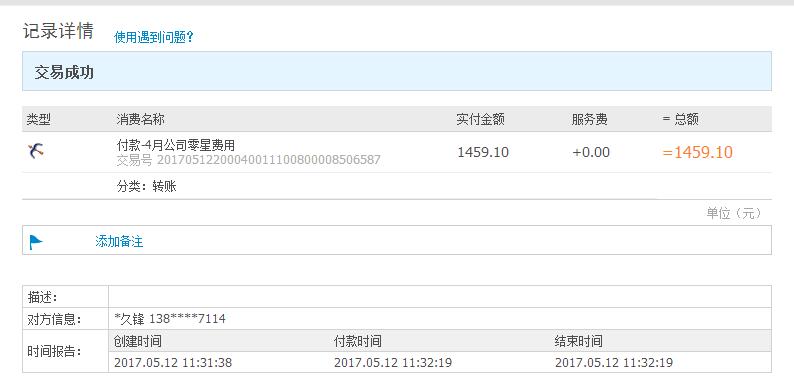 记录详情 使用遇到问题?
交易成功
类型 消费名称 实付金额 服务费 = 总额
付款-4月公司零星费用 1459.10 +0.00 =1459.10
交易号 20170512200040011100800008506587
分类：转账
单位（元）
添加备注
描述：
对方信息： *久锋 138****7114
时间报告： 创建时间 付款时间 结束时间
2017.05.12 11:31:38 2017.05.12 11:32:19 2017.05.12 11:32:19